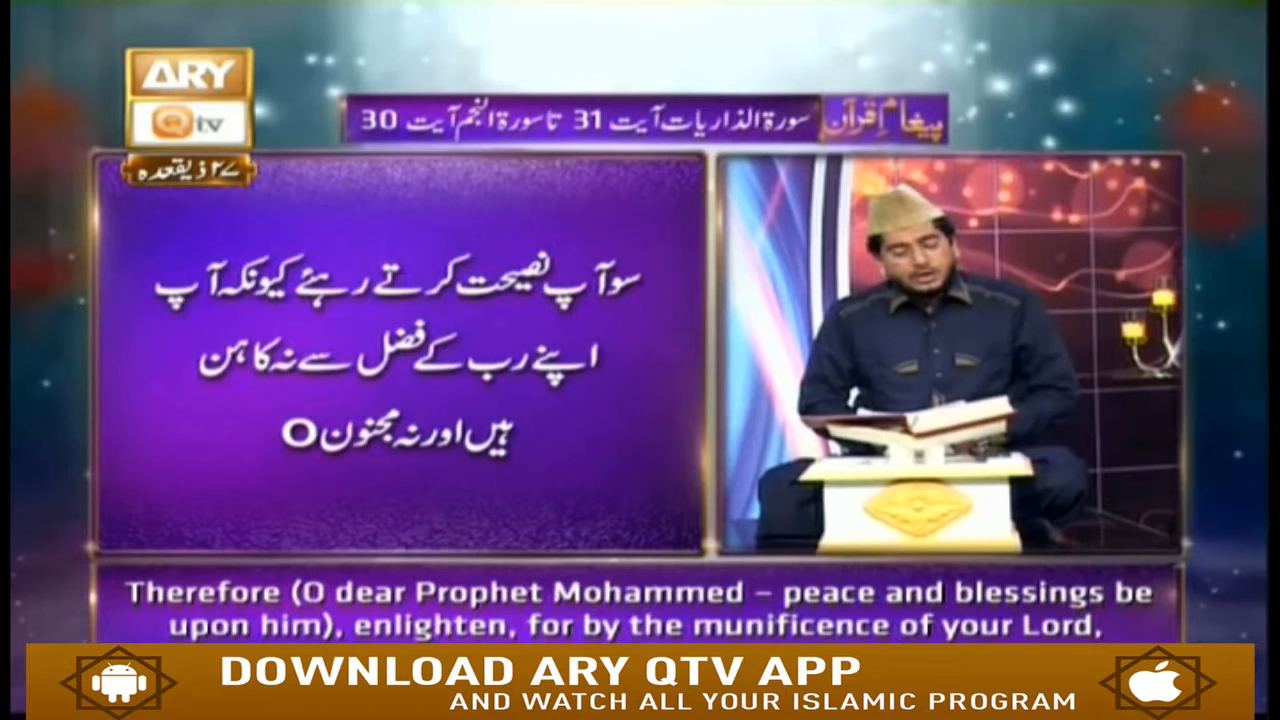 ARY
Qtv
۲۷ ذیقعدہ
پیغامِ قرآن سورۃ الذاریات آیت 31 تا سورۃ النجم آیت 30
سو آپ نصیحت کرتے رہئے کیونکہ آپ
اپنے رب کے فضل سے نہ کاہن
ہیں اور نہ مجنون O
Therefore (O dear Prophet Mohammed – peace and blessings be
upon him), enlighten, for by the munificence of your Lord,
DOWNLOAD ARY QTV APP
AND WATCH ALL YOUR ISLAMIC PROGRAM